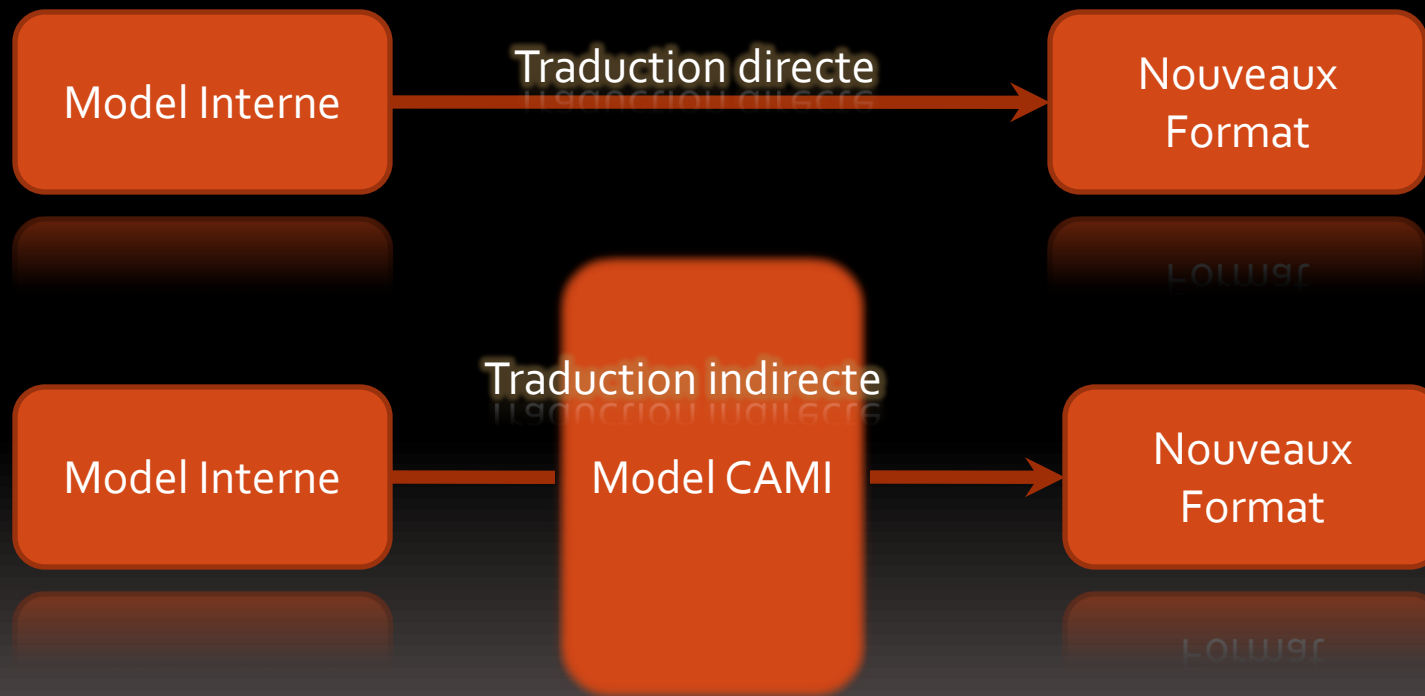 Model Interne
Traduction directe
Nouveaux
Format
Traduction indirecte
Model Interne
Model CAMI
Nouveaux
Format